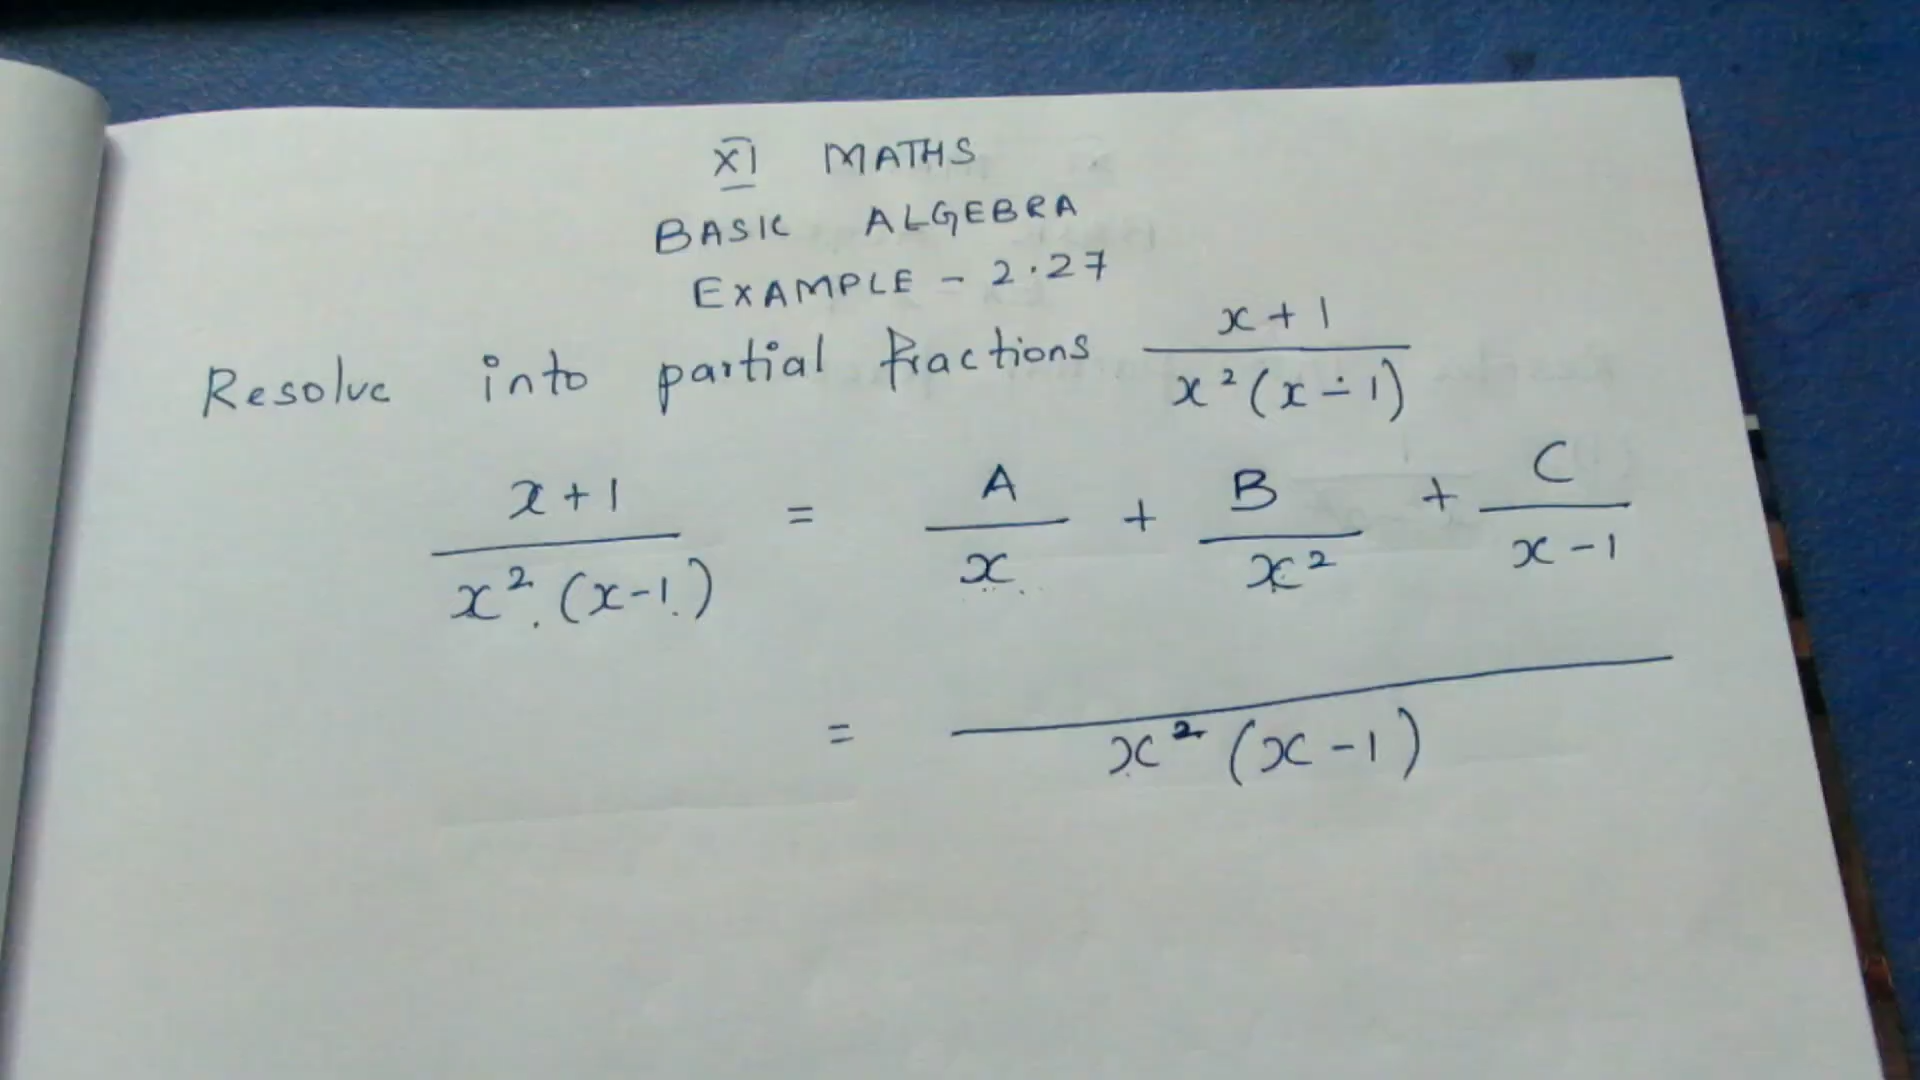 XI MATHS
BASIC ALGEBRA
EXAMPLE - 2.27
Resolve into partial fractions x+1 / x²(x-1)
x+1 / x²(x-1) = A/x + B/x² + C/x-1
= / x²(x-1)